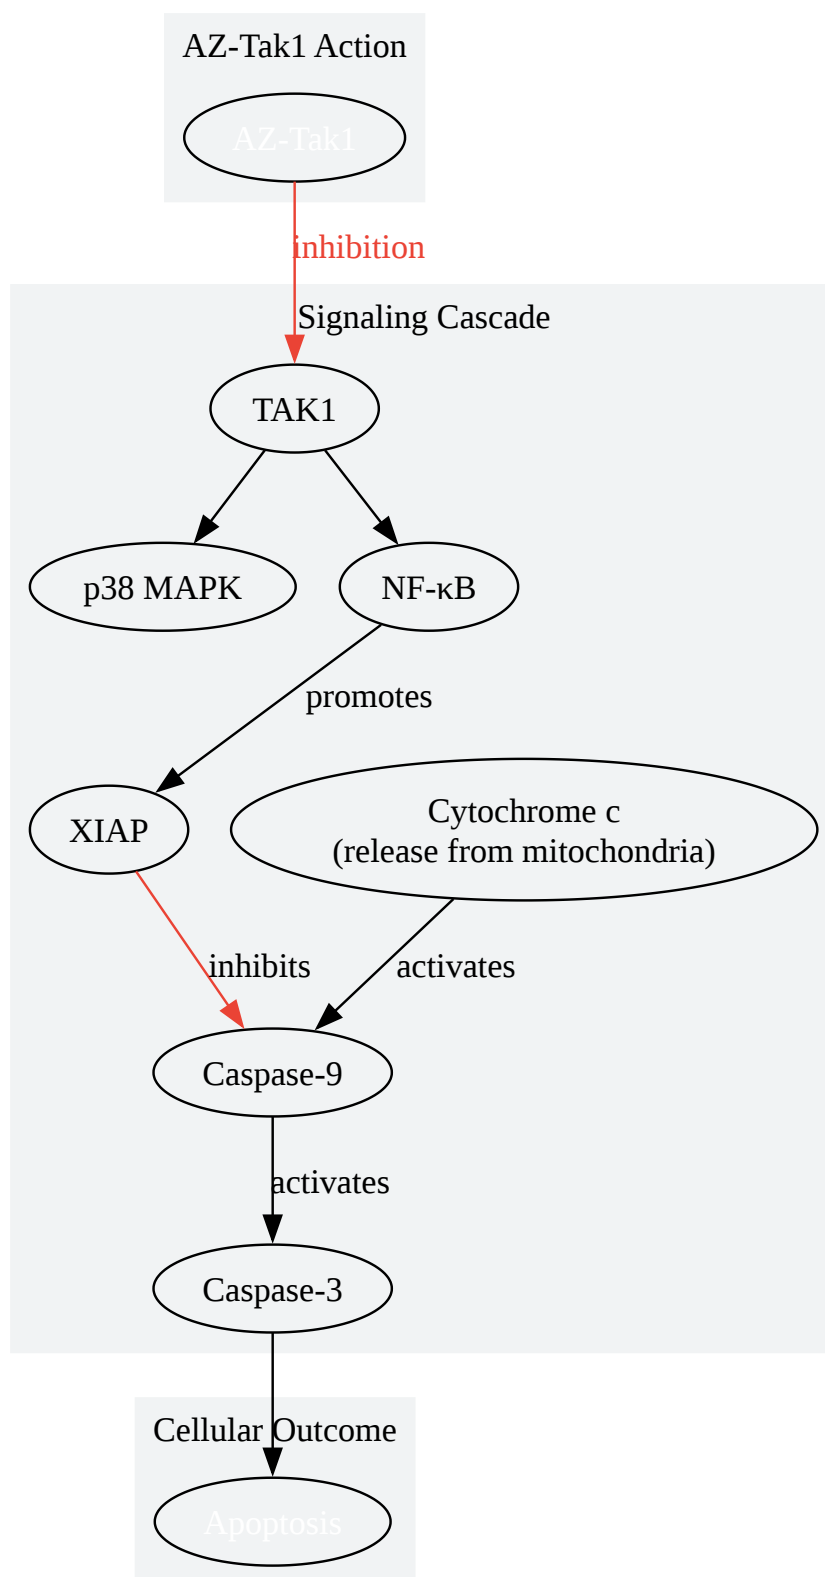 AZ-Tak1 Action
AZ-Tak1
inhibition
Signaling Cascade
TAK1
p38 MAPK
NF-κB
promotes
XIAP
Cytochrome c
(release from mitochondria)
inhibits
activates
Caspase-9
activates
Caspase-3
Cellular Outcome
Apoptosis